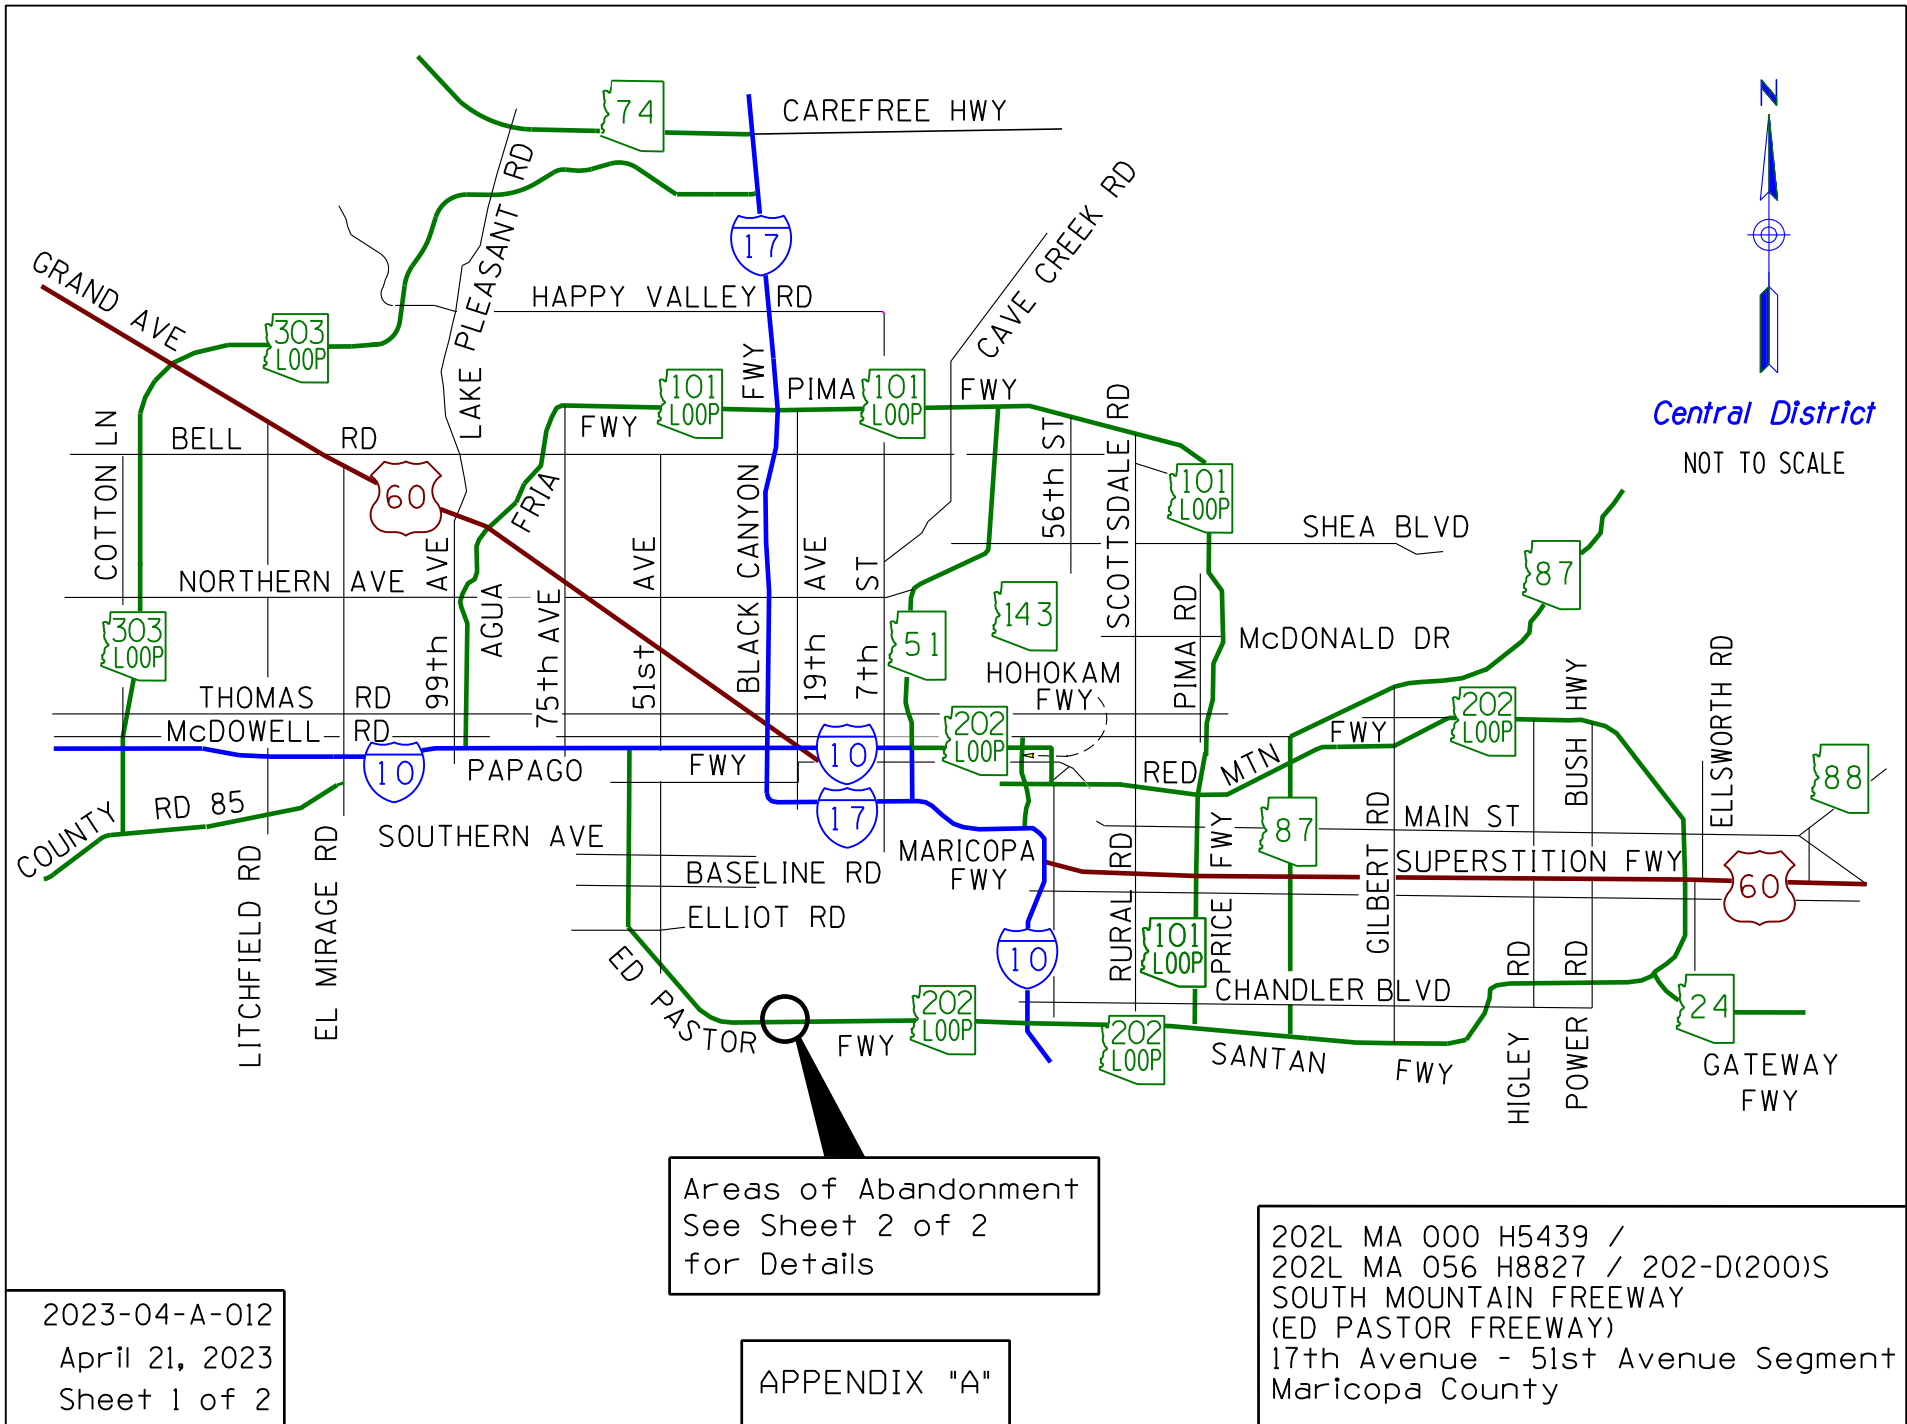 74
CAREFREE HWY
N
LAKE PLEASANT RD
17
CAVE CREEK RD
GRAND AVE
HAPPY VALLEY RD
303
LOOP
101
LOOP
FWY
PIMA
101
LOOP
FWY
Central District
NOT TO SCALE
COTTON LN
BELL RD
FWY
56th ST
SCOTTSDALE RD
60
FRIA
BLACK CANYON
101
LOOP
SHEA BLVD
87
NORTHERN AVE
99th AVE
AGUA
75th AVE
51st AVE
19th AVE
7th ST
143
PIMA RD
McDONALD DR
303
LOOP
51
HOHOKAM
FWY
BUSH HWY
ELLSWORTH RD
THOMAS RD
McDOWELL RD
202
LOOP
202
LOOP
FWY
10
PAPAGO
FWY
10
RED
MTN
88
COUNTY RD 85
17
87
MAIN ST
SOUTHERN AVE
MARICOPA
FWY
SUPERSTITION FWY
60
BASELINE RD
ELLIOT RD
LITCHFIELD RD
EL MIRAGE RD
RURAL RD
PRICE FWY
GILBERT RD
10
101
LOOP
HIGLEY RD
POWER RD
ED PASTOR
FWY
202
LOOP
CHANDLER BLVD
24
202
LOOP
SANTAN
FWY
GATEWAY
FWY
Areas of Abandonment
See Sheet 2 of 2
for Details
202L MA 000 H5439 /
202L MA 056 H8827 / 202-D(200)S
SOUTH MOUNTAIN FREEWAY
(ED PASTOR FREEWAY)
17th Avenue - 51st Avenue Segment
Maricopa County
2023-04-A-012
April 21, 2023
Sheet 1 of 2
APPENDIX "A"